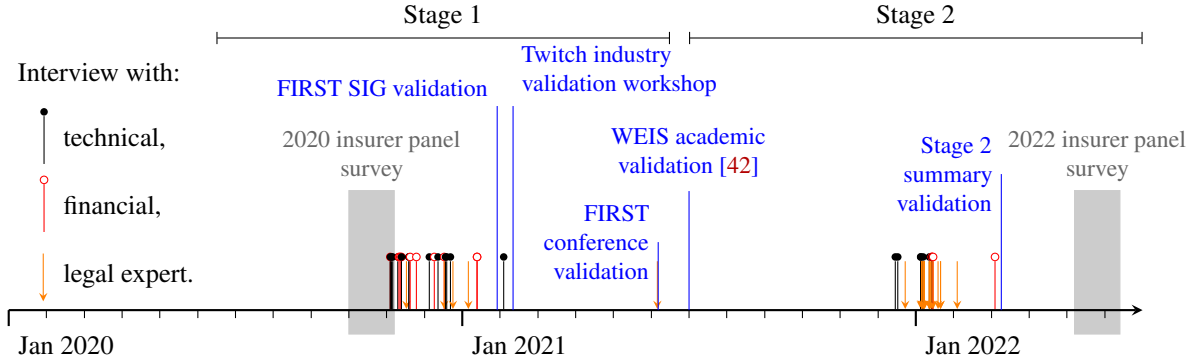 Stage 1
Stage 2
Interview with:
technical,
financial,
legal expert.
FIRST SIG validation
Twitch industry
validation workshop
2020 insurer panel
survey
WEIS academic
validation [42]
FIRST
conference
validation
Stage 2
summary
validation
2022 insurer panel
survey
Jan 2020
Jan 2021
Jan 2022